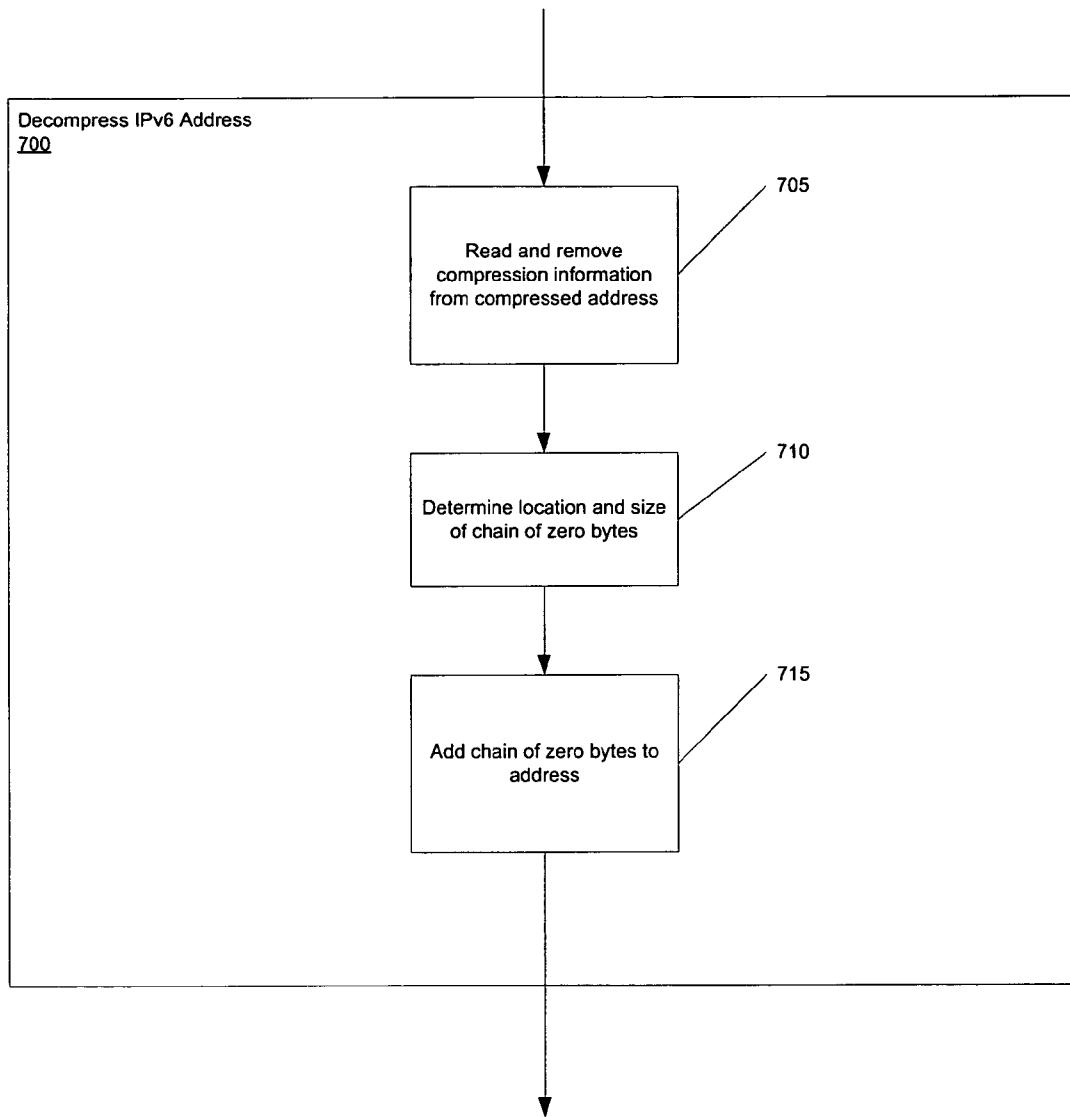 Decompress IPv6 Address
700
705
Read and remove
compression information
from compressed address
710
Determine location and size
of chain of zero bytes
715
Add chain of zero bytes to
address